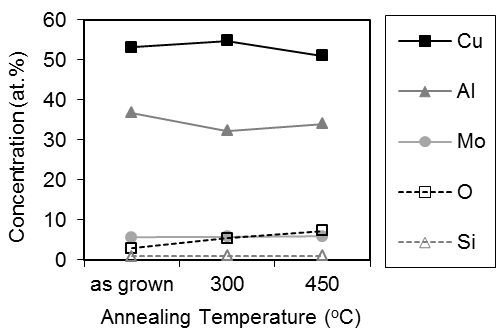 60
50
40
30
20
10
0
Concentration (at.%)
as grown 300 450
Annealing Temperature (°C)
Cu
Al
Mo
O
Si